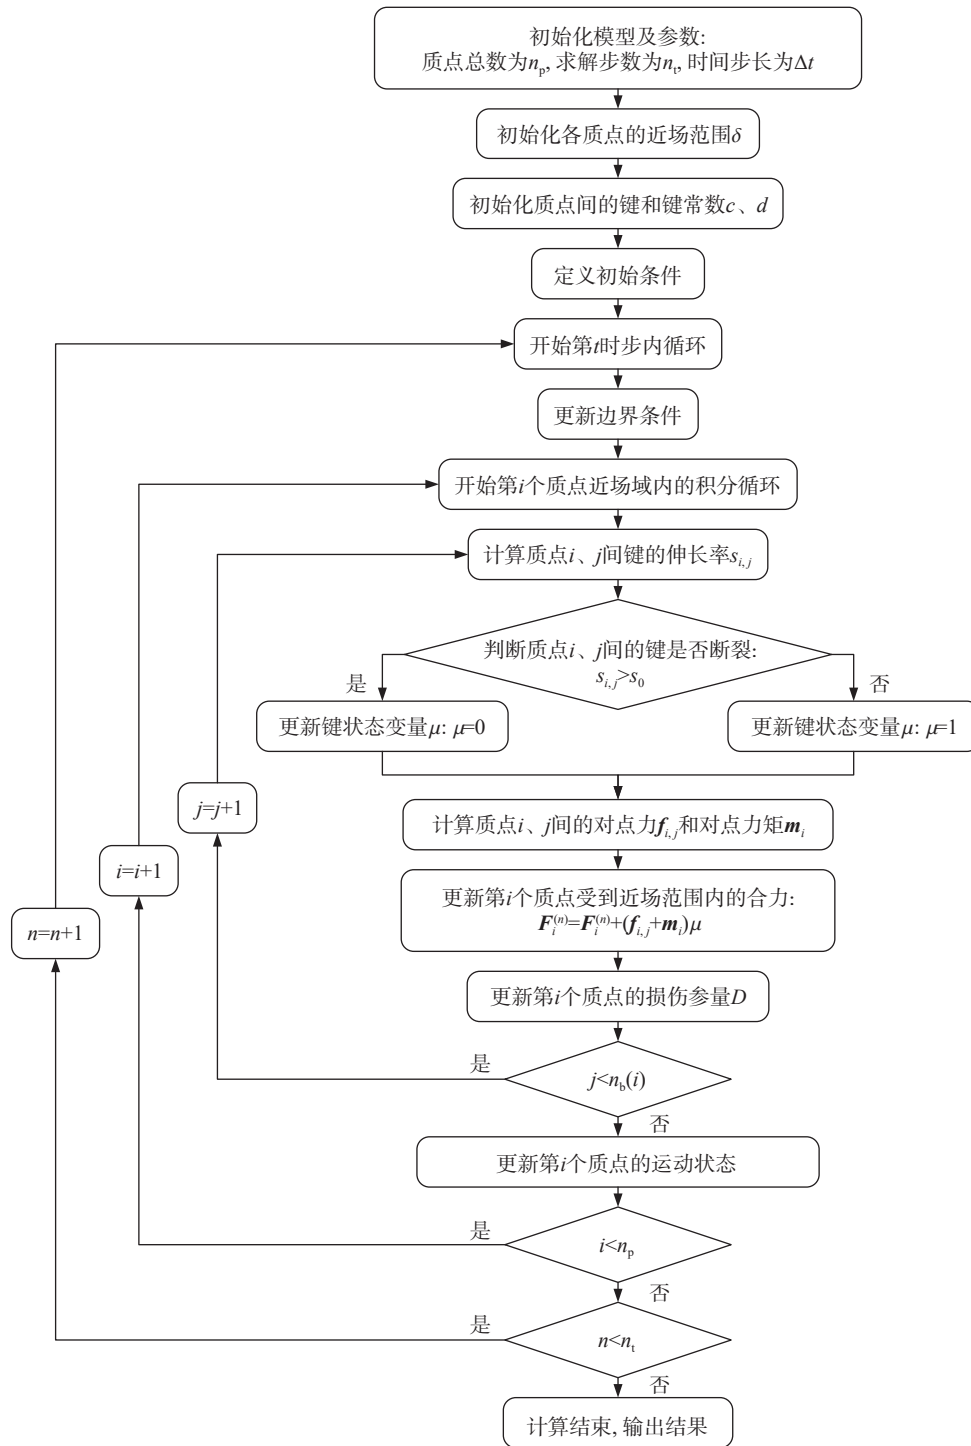 初始化模型及参数:
质点总数为nₚ, 求解步数为nₜ, 时间步长为Δt
初始化各质点的近场范围δ
初始化质点间的键和键常数c、d
定义初始条件
开始第t时步内循环
更新边界条件
开始第i个质点近场域内的积分循环
计算质点i、j间键的伸长率s_{i,j}
判断质点i、j间的键是否断裂:
s_{i,j}>s₀
是
否
更新键状态变量μ: μ=0
更新键状态变量μ: μ=1
j=j+1
计算质点i、j间的对点力f_{i,j}和对点力矩m_i
i=i+1
更新第i个质点受到近场范围内的合力:
F_i^{(n)}=F_i^{(n)}+(f_{i,j}+m_i)μ
n=n+1
更新第i个质点的损伤参量D
是
j<n_b(i)
否
更新第i个质点的运动状态
是
i<nₚ
否
是
n<nₜ
否
计算结束, 输出结果